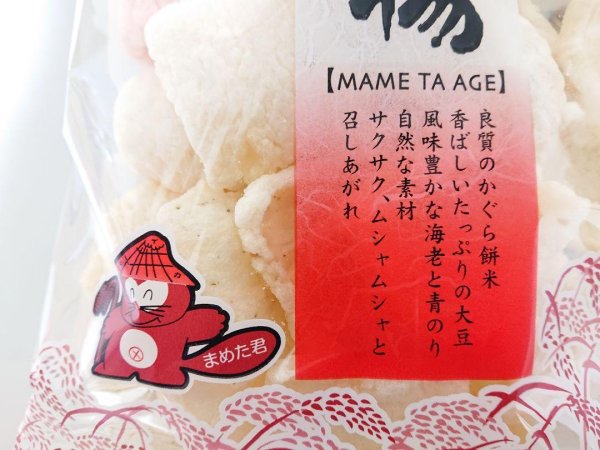 揚
【MAME TA AGE】
良質のかぐら餅米
香ばしいたっぷりの大豆
風味豊かな海老と青のり
自然な素材
サクサク、ムシャムシャと
召しあがれ
まめた君